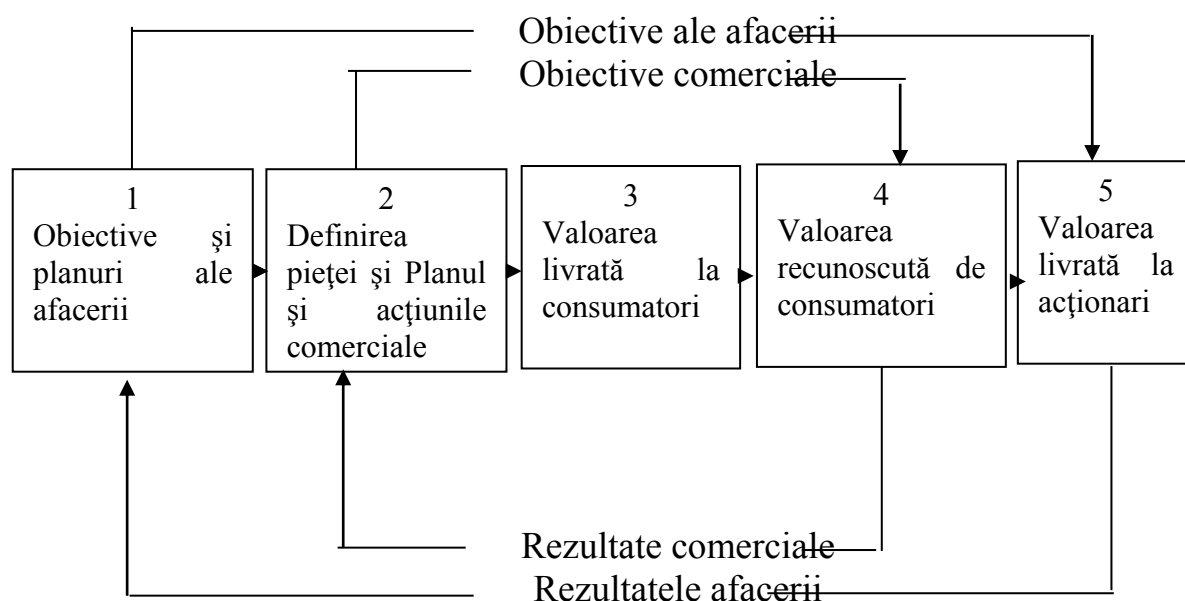 Obiective ale afacerii
Obiective comerciale
1
Obiective şi
planuri ale
afacerii
2
Definirea
pieţei şi Planul
şi acţiunile
comerciale
3
Valoarea
livrată la
consumatori
4
Valoarea
recunoscută de
consumatori
5
Valoarea
livrată la
acţionari
Rezultate comerciale
Rezultatele afacerii